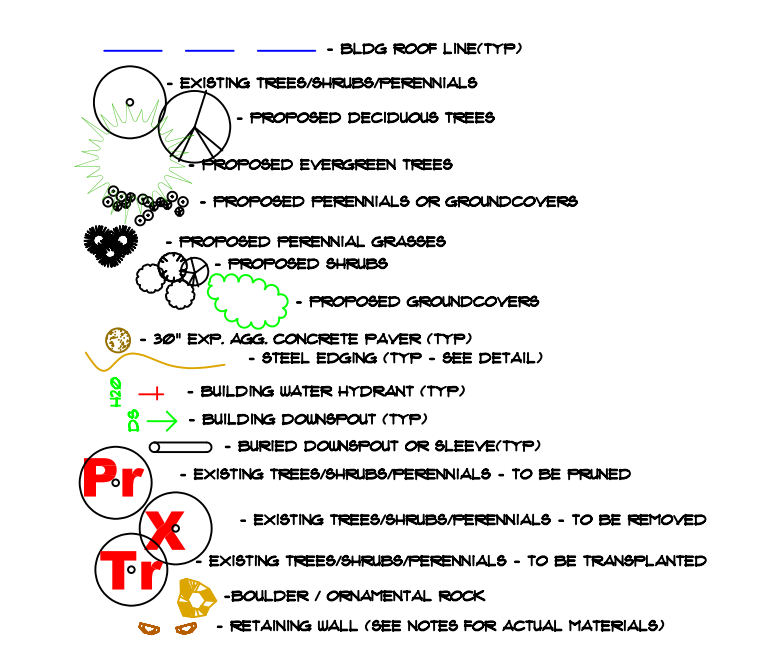 - BLDG ROOF LINE(TYP)
- EXISTING TREES/SHRUBS/PERENNIALS
- PROPOSED DECIDUOUS TREES
- PROPOSED EVERGREEN TREES
- PROPOSED PERENNIALS OR GROUNDCOVERS
- PROPOSED PERENNIAL GRASSES
- PROPOSED SHRUBS
- PROPOSED GROUNDCOVERS
- 30" EXP. AGG. CONCRETE PAVER (TYP)
- STEEL EDGING (TYP - SEE DETAIL)
H20 - BUILDING WATER HYDRANT (TYP)
DS - BUILDING DOWNSPOUT (TYP)
- BURIED DOWNSPOUT OR SLEEVE(TYP)
Pr - EXISTING TREES/SHRUBS/PERENNIALS - TO BE PRUNED
X - EXISTING TREES/SHRUBS/PERENNIALS - TO BE REMOVED
Tr - EXISTING TREES/SHRUBS/PERENNIALS - TO BE TRANSPLANTED
-BOULDER / ORNAMENTAL ROCK
- RETAINING WALL (SEE NOTES FOR ACTUAL MATERIALS)